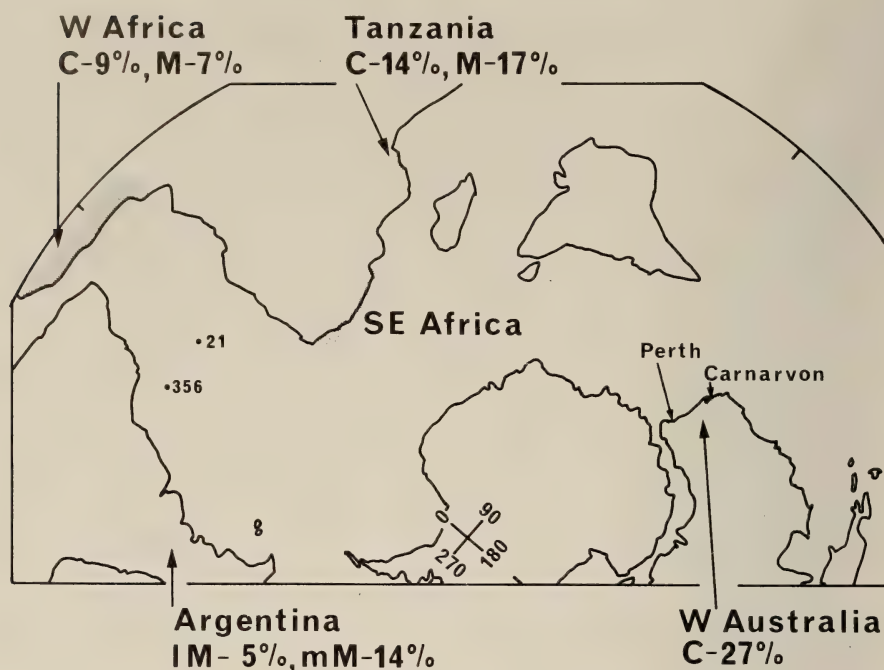 W Africa
C-9%, M-7%
Tanzania
C-14%, M-17%
SE Africa
•21
•356
Perth
Carnarvon
0
90
270
180
Argentina
lM- 5%, mM-14%
W Australia
C-27%